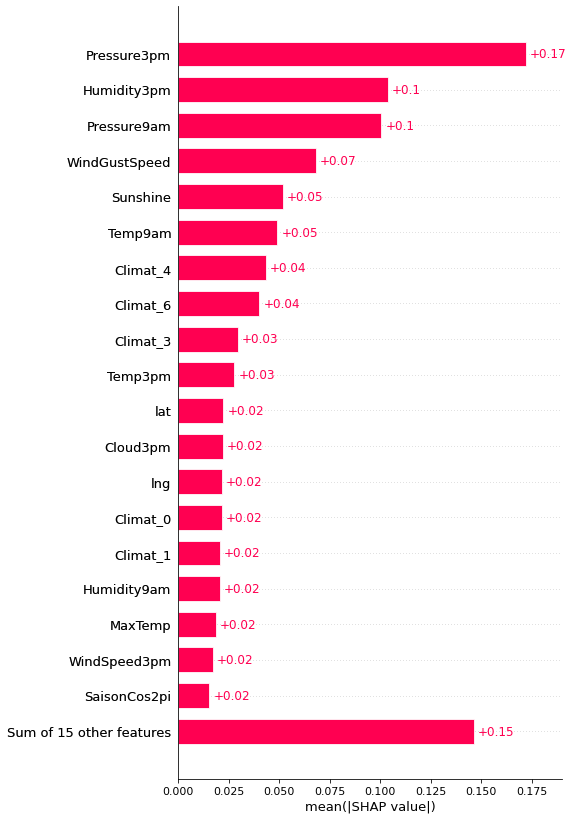 Pressure3pm +0.17
Humidity3pm +0.1
Pressure9am +0.1
WindGustSpeed +0.07
Sunshine +0.05
Temp9am +0.05
Climat_4 +0.04
Climat_6 +0.04
Climat_3 +0.03
Temp3pm +0.03
lat +0.02
Cloud3pm +0.02
lng +0.02
Climat_0 +0.02
Climat_1 +0.02
Humidity9am +0.02
MaxTemp +0.02
WindSpeed3pm +0.02
SaisonCos2pi +0.02
Sum of 15 other features +0.15
0.000 0.025 0.050 0.075 0.100 0.125 0.150 0.175
mean(|SHAP value|)